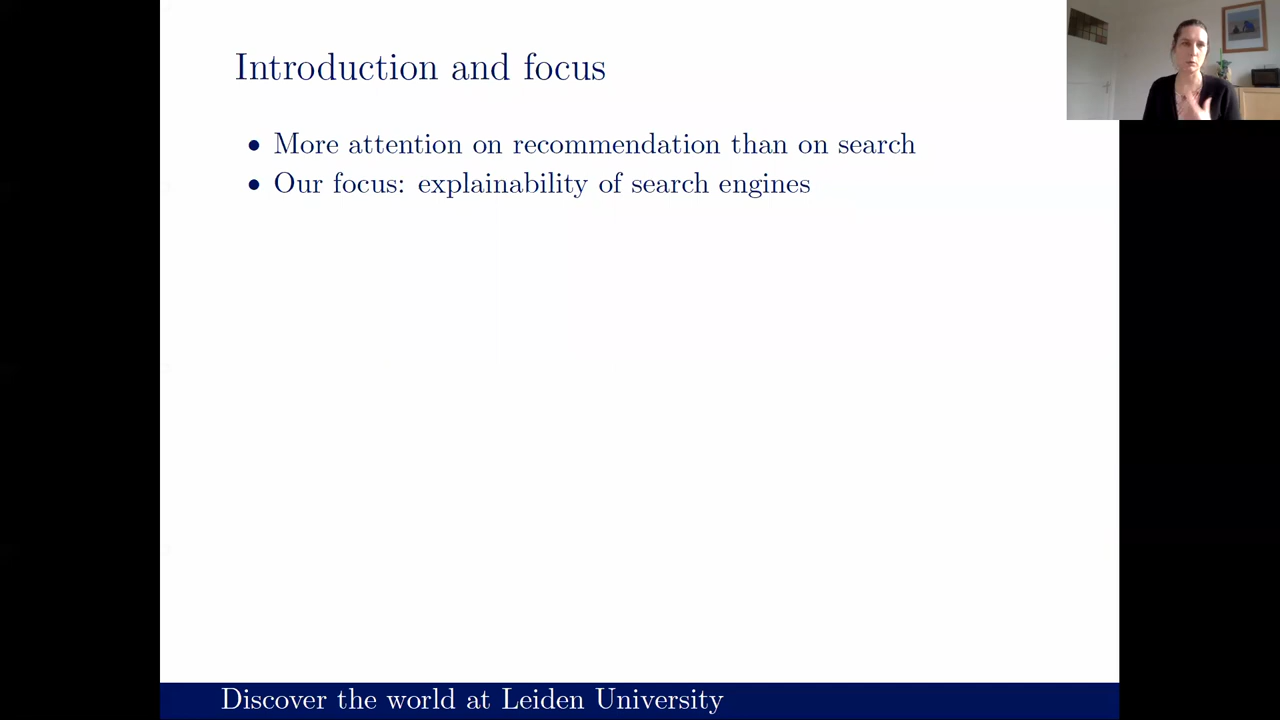 Introduction and focus
• More attention on recommendation than on search
• Our focus: explainability of search engines
Discover the world at Leiden University